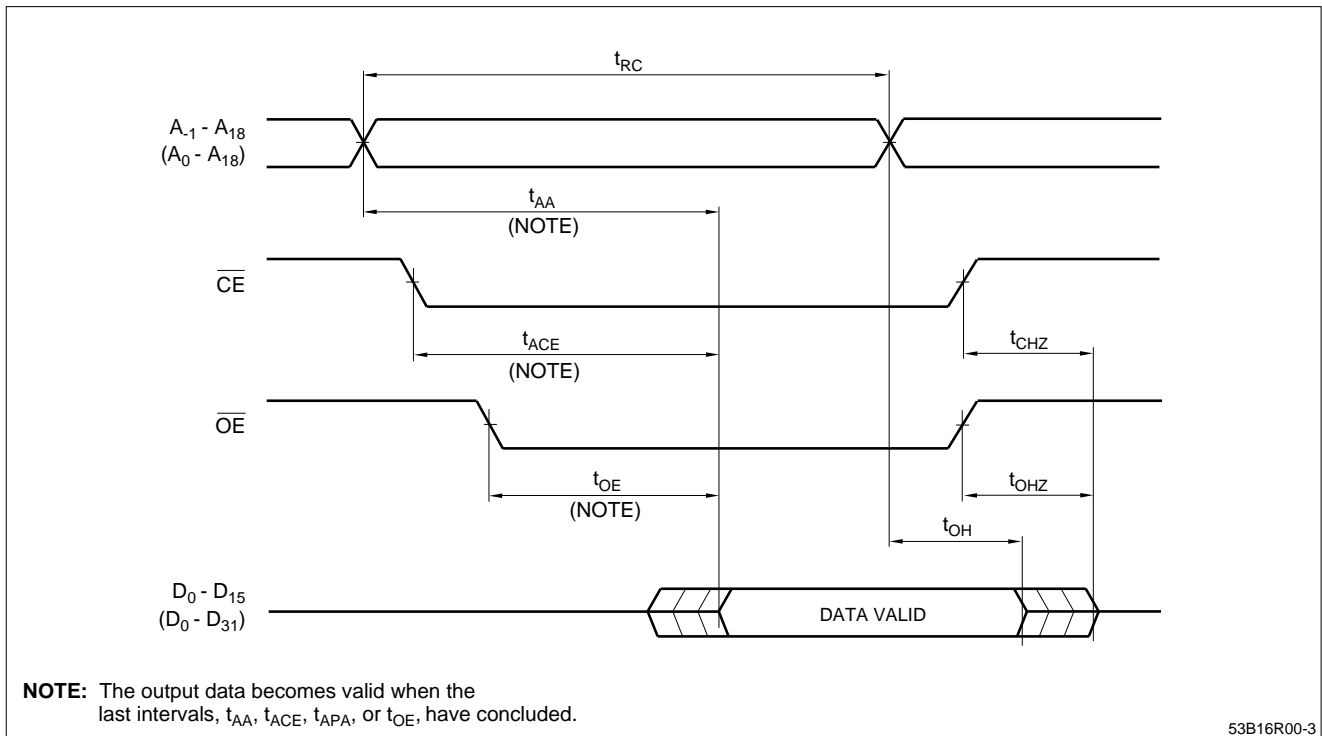 tRC
A-1 - A18
(A0 - A18)
tAA
(NOTE)
CE
tACE
(NOTE)
tCHZ
OE
tOE
(NOTE)
tOHZ
tOH
D0 - D15
(D0 - D31)
DATA VALID
NOTE: The output data becomes valid when the
last intervals, tAA, tACE, tAPA, or tOE, have concluded.
53B16R00-3